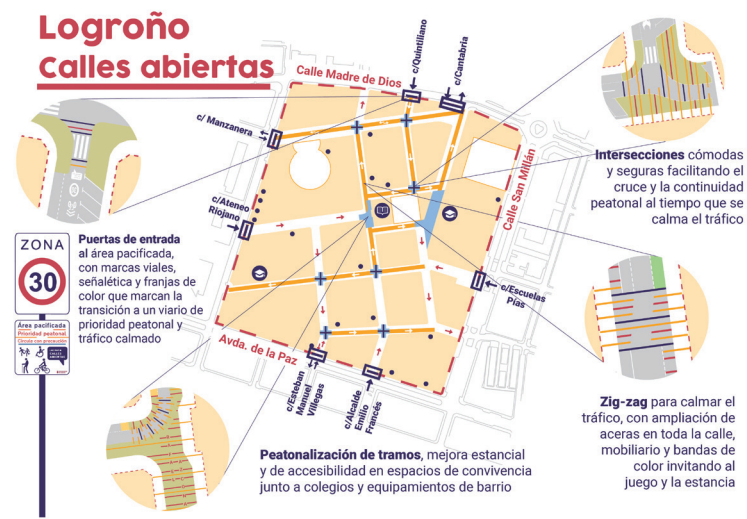 Logroño
Calles abiertas
Calle Madre de Dios
c/Quintiliano
c/Cantabria
c/ Manzanera
Calle San Millán
c/Ateneo
Riojano
c/Escuelas
Pías
Avda. de la Paz
c/Esteban
Manuel
Villegas
c/Alcalde
Emilio
Francés
Intersecciones cómodas
y seguras facilitando el
cruce y la continuidad
peatonal al tiempo que se
calma el tráfico
Puertas de entrada
al área pacificada,
con marcas viales,
señalética y franjas de
color que marcan la
transición a un viario de
prioridad peatonal y
tráfico calmado
ZONA
30
Área pacificada
Prioridad peatonal
Circula con precaución
CALLES
ABIERTAS
Zig-zag para calmar el
tráfico, con ampliación de
aceras en toda la calle,
mobiliario y bandas de
color invitando al
juego y la estancia
Peatonalización de tramos, mejora estancial
y de accesibilidad en espacios de convivencia
junto a colegios y equipamientos de barrio